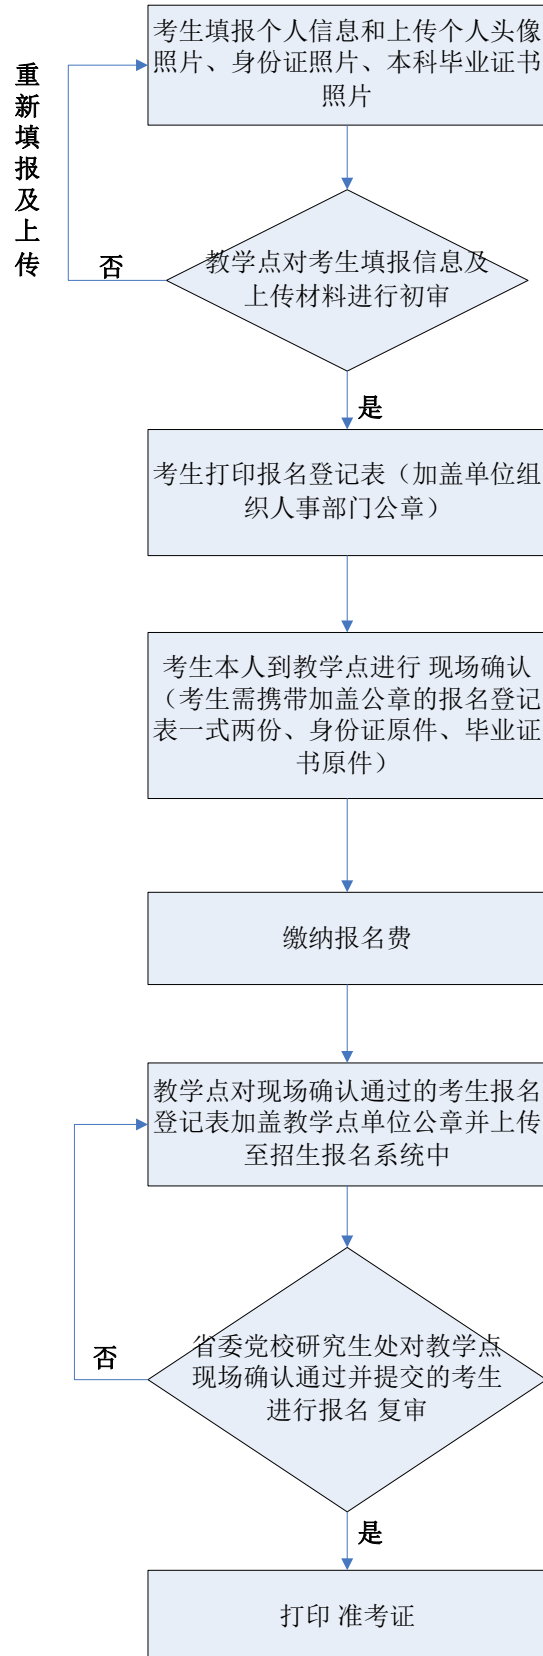 考生填报个人信息和上传个人头像
照片、身份证照片、本科毕业证书
照片
重新填报及上传
否
教学点对考生填报信息及
上传材料进行初审
是
考生打印报名登记表（加盖单位组
织人事部门公章）
考生本人到教学点进行 现场确认
（考生需携带加盖公章的报名登记
表一式两份、身份证原件、毕业证
书原件）
缴纳报名费
教学点对现场确认通过的考生报名
登记表加盖教学点单位公章并上传
至招生报名系统中
否
省委党校研究生处对教学点
现场确认通过并提交的考生
进行报名 复审
是
打印 准考证